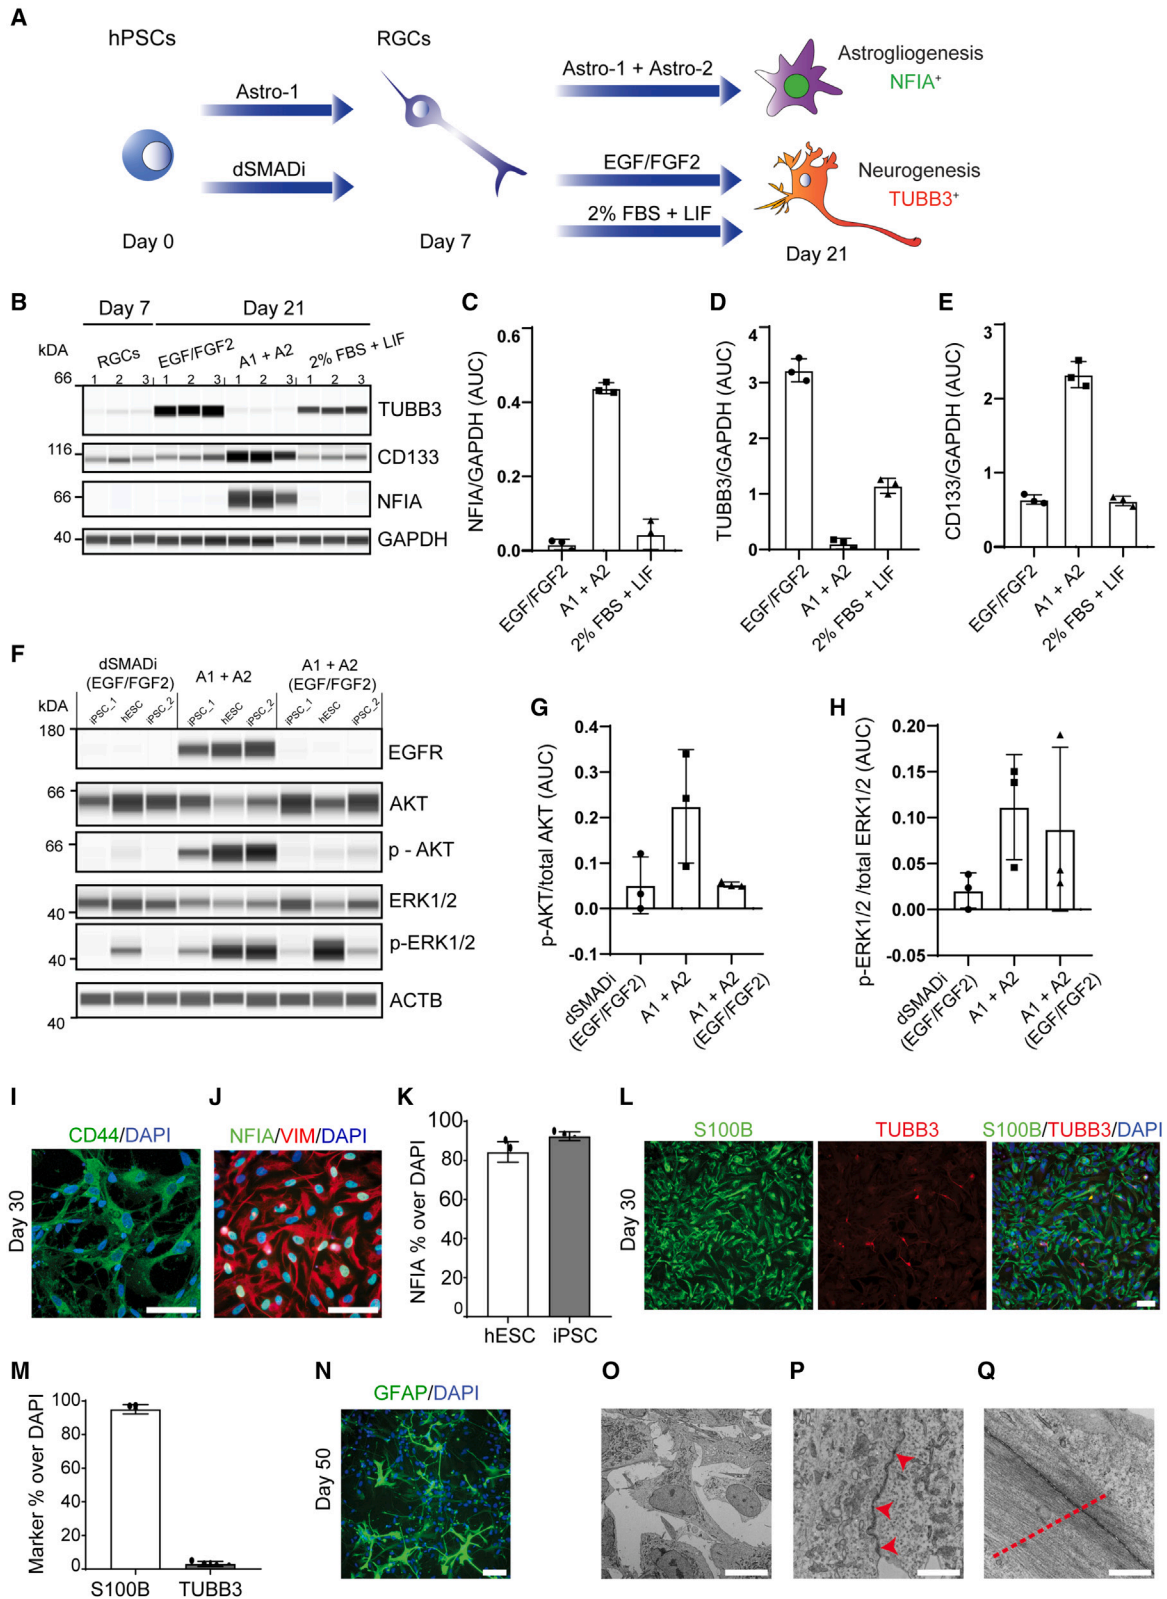 A
hPSCs
RGCs
Astro-1
dSMADi
Astro-1 + Astro-2
EGF/FGF2
2% FBS + LIF
Astrogliogenesis
NFIA+
Neurogenesis
TUBB3+
Day 0
Day 7
Day 21
B
Day 7
Day 21
kDA
RGCs
EGF/FGF2
A1 + A2
2% FBS + LIF
1 2 3 1 2 3 1 2 3 1 2 3
66
TUBB3
116
CD133
66
NFIA
40
GAPDH
C
NFIA/GAPDH (AUC)
0.6
0.4
0.2
0.0
EGF/FGF2
A1 + A2
2% FBS + LIF
D
TUBB3/GAPDH (AUC)
4
3
2
1
0
EGF/FGF2
A1 + A2
2% FBS + LIF
E
CD133/GAPDH (AUC)
3
2
1
0
EGF/FGF2
A1 + A2
2% FBS + LIF
F
dSMADi
(EGF/FGF2)
A1 + A2
A1 + A2
(EGF/FGF2)
kDA
iPSC_1 hESC iPSC_2 iPSC_1 hESC iPSC_2 iPSC_1 hESC iPSC_2
180
EGFR
66
AKT
66
p - AKT
40
ERK1/2
40
p-ERK1/2
40
ACTB
G
p-AKT/total AKT (AUC)
0.4
0.3
0.2
0.1
0.0
-0.1
dSMADi
(EGF/FGF2)
A1 + A2
A1 + A2
(EGF/FGF2)
H
p-ERK1/2 /total ERK1/2 (AUC)
0.20
0.15
0.10
0.05
0.00
-0.05
dSMADi
(EGF/FGF2)
A1 + A2
A1 + A2
(EGF/FGF2)
I
CD44/DAPI
Day 30
J
NFIA/VIM/DAPI
K
NFIA % over DAPI
100
80
60
40
20
0
hESC
iPSC
L
S100B
TUBB3
S100B/TUBB3/DAPI
Day 30
M
Marker % over DAPI
100
80
60
40
20
0
S100B
TUBB3
N
GFAP/DAPI
Day 50
O
P
Q